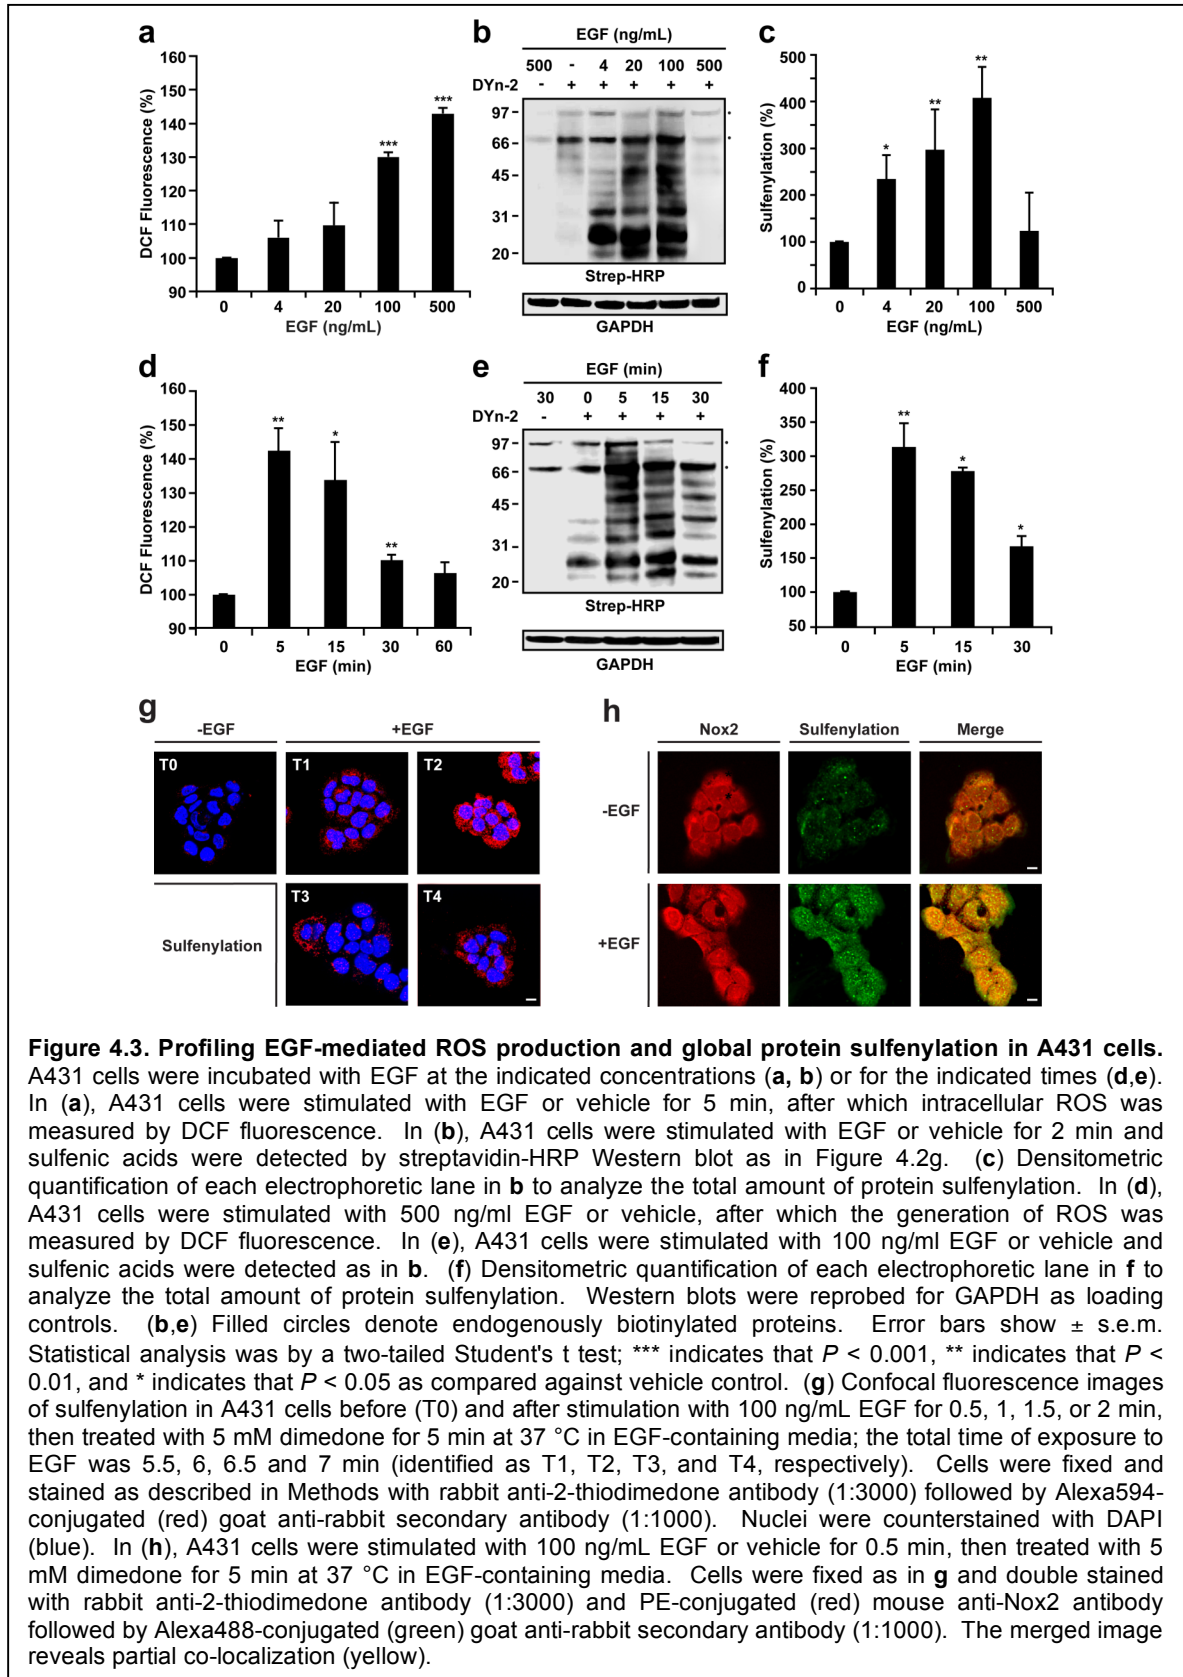 a
DCF Fluorescence (%)
160
150
140
130
120
110
100
90
*** ***
0 4 20 100 500
EGF (ng/mL)
b
EGF (ng/mL)
500 - 4 20 100 500
DYn-2 - + + + + +
97
66
45
31
20
Strep-HRP
GAPDH
c
Sulfenylation (%)
500
400
300
200
100
0
* ** **
0 4 20 100 500
EGF (ng/mL)
d
DCF Fluorescence (%)
160
150
140
130
120
110
100
90
** * **
0 5 15 30 60
EGF (min)
e
EGF (min)
30 0 5 15 30
DYn-2 - + + + +
97
66
45
31
20
Strep-HRP
GAPDH
f
Sulfenylation (%)
400
350
300
250
200
150
100
50
** * *
0 5 15 30
EGF (min)
g
-EGF +EGF
T0 T1 T2
T3 T4
Sulfenylation
h
Nox2 Sulfenylation Merge
-EGF
+EGF
Figure 4.3. Profiling EGF-mediated ROS production and global protein sulfenylation in A431 cells.
A431 cells were incubated with EGF at the indicated concentrations (a, b) or for the indicated times (d,e).
In (a), A431 cells were stimulated with EGF or vehicle for 5 min, after which intracellular ROS was
measured by DCF fluorescence. In (b), A431 cells were stimulated with EGF or vehicle for 2 min and
sulfenic acids were detected by streptavidin-HRP Western blot as in Figure 4.2g. (c) Densitometric
quantification of each electrophoretic lane in b to analyze the total amount of protein sulfenylation. In (d),
A431 cells were stimulated with 500 ng/ml EGF or vehicle, after which the generation of ROS was
measured by DCF fluorescence. In (e), A431 cells were stimulated with 100 ng/ml EGF or vehicle and
sulfenic acids were detected as in b. (f) Densitometric quantification of each electrophoretic lane in f to
analyze the total amount of protein sulfenylation. Western blots were reprobed for GAPDH as loading
controls. (b,e) Filled circles denote endogenously biotinylated proteins. Error bars show ± s.e.m.
Statistical analysis was by a two-tailed Student's t test; *** indicates that P < 0.001, ** indicates that P <
0.01, and * indicates that P < 0.05 as compared against vehicle control. (g) Confocal fluorescence images
of sulfenylation in A431 cells before (T0) and after stimulation with 100 ng/mL EGF for 0.5, 1, 1.5, or 2 min,
then treated with 5 mM dimedone for 5 min at 37 °C in EGF-containing media; the total time of exposure to
EGF was 5.5, 6, 6.5 and 7 min (identified as T1, T2, T3, and T4, respectively). Cells were fixed and
stained as described in Methods with rabbit anti-2-thiodimedone antibody (1:3000) followed by Alexa594-
conjugated (red) goat anti-rabbit secondary antibody (1:1000). Nuclei were counterstained with DAPI
(blue). In (h), A431 cells were stimulated with 100 ng/mL EGF or vehicle for 0.5 min, then treated with 5
mM dimedone for 5 min at 37 °C in EGF-containing media. Cells were fixed as in g and double stained
with rabbit anti-2-thiodimedone antibody (1:3000) and PE-conjugated (red) mouse anti-Nox2 antibody
followed by Alexa488-conjugated (green) goat anti-rabbit secondary antibody (1:1000). The merged image
reveals partial co-localization (yellow).